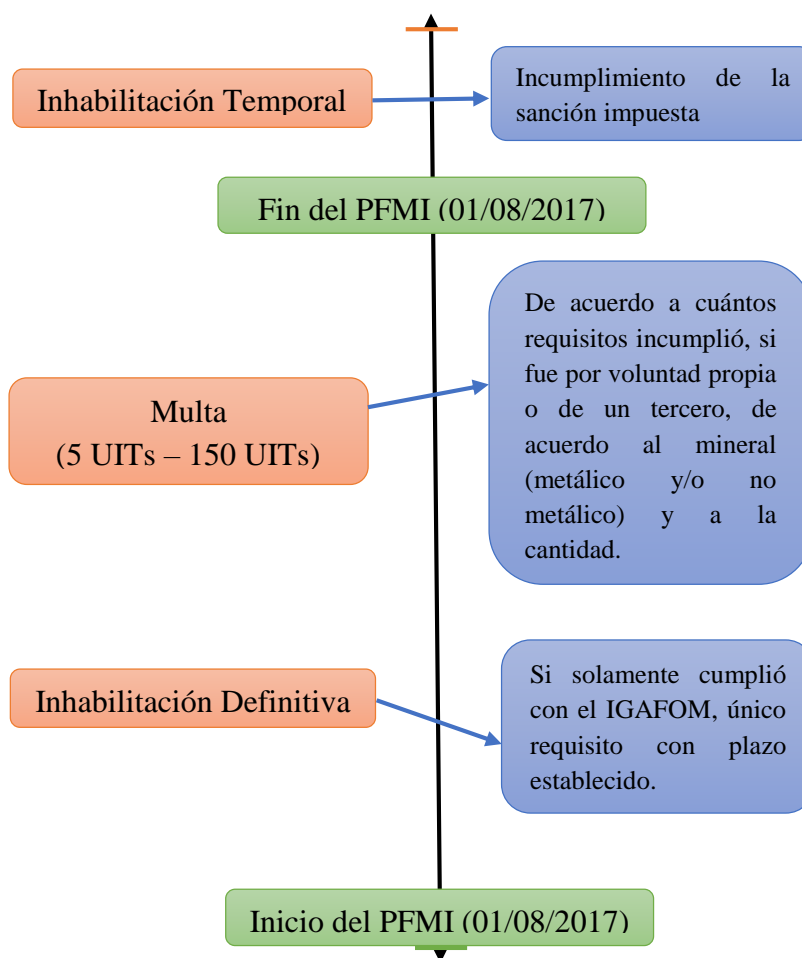 Inhabilitación Temporal
Incumplimiento de la
sanción impuesta
Fin del PFMI (01/08/2017)
De acuerdo a cuántos
requisitos incumplió, si
fue por voluntad propia
o de un tercero, de
acuerdo al mineral
(metálico y/o no
metálico) y a la
cantidad.
Multa
(5 UITs – 150 UITs)
Inhabilitación Definitiva
Si solamente cumplió
con el IGAFOM, único
requisito con plazo
establecido.
Inicio del PFMI (01/08/2017)